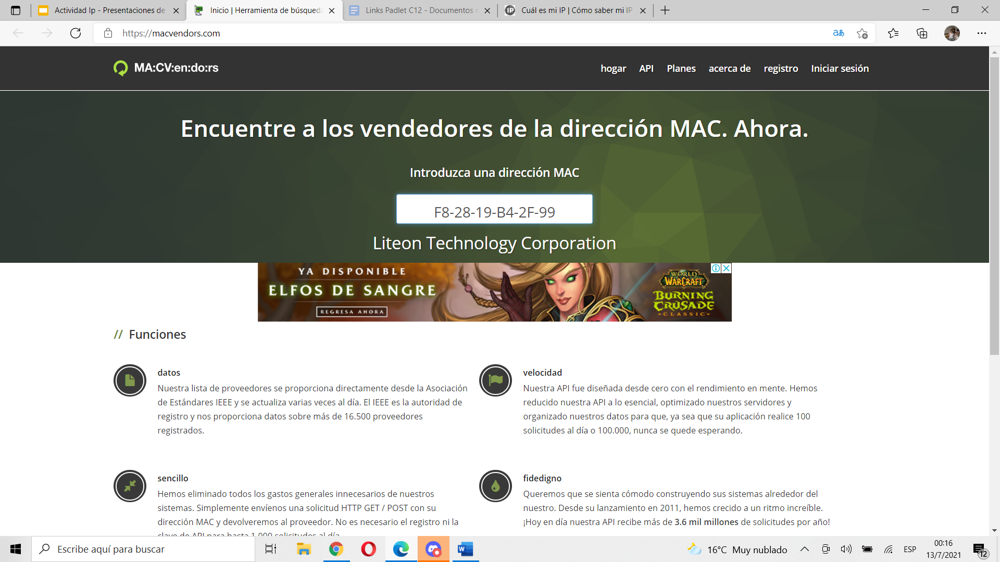 Actividad Ip - Presentaciones de
Inicio | Herramienta de búsqueda
Links Padlet C12 - Documentos
Cuál es mi IP | Cómo saber mi IP
https://macvendors.com
MA:CV:en:do:rs
hogar API Planes acerca de registro Iniciar sesión
Encuentre a los vendedores de la dirección MAC. Ahora.
Introduzca una dirección MAC
F8-28-19-B4-2F-99
Liteon Technology Corporation
YA DISPONIBLE
ELFOS DE SANGRE
REGRESA AHORA
WORLD
WARCRAFT
BURNING
CRUSADE
CLASSIC
// Funciones
datos
Nuestra lista de proveedores se proporciona directamente desde la Asociación
de Estándares IEEE y se actualiza varias veces al día. El IEEE es la autoridad de
registro y nos proporciona datos sobre más de 16.500 proveedores
registrados.
velocidad
Nuestra API fue diseñada desde cero con el rendimiento en mente. Hemos
reducido nuestra API a lo esencial, optimizado nuestros servidores y
organizado nuestros datos para que, ya sea que su aplicación realice 100
solicitudes al día o 100.000, nunca se quede esperando.
sencillo
Hemos eliminado todos los gastos generales innecesarios de nuestros
sistemas. Simplemente envíenos una solicitud HTTP GET / POST con su
dirección MAC y devolveremos al proveedor. No es necesario el registro ni la
clave de API para hasta 1.000 solicitudes al día.
fidedigno
Queremos que se sienta cómodo construyendo sus sistemas alrededor del
nuestro. Desde su lanzamiento en 2011, hemos crecido a un ritmo increíble.
¡Hoy en día nuestra API recibe más de 3.6 mil millones de solicitudes por año!
Escribe aquí para buscar
16°C Muy nublado
ESP
00:16
13/7/2021
12